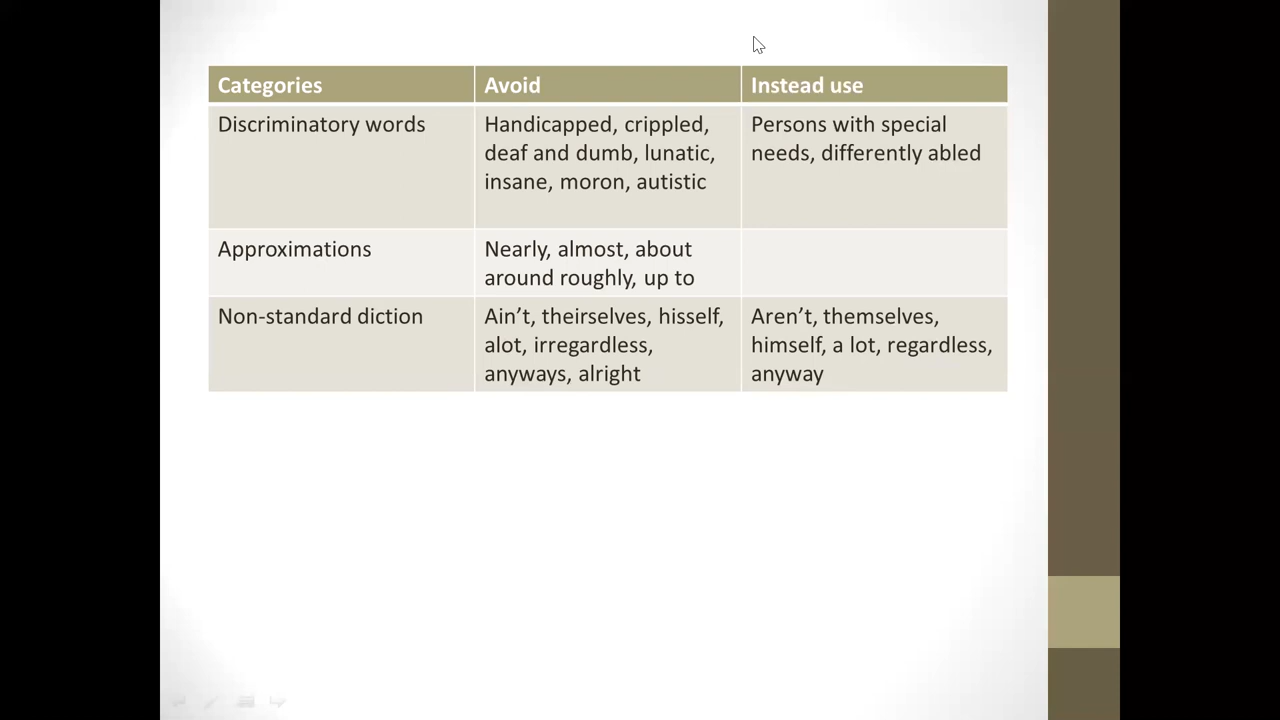 Categories Avoid Instead use
Discriminatory words Handicapped, crippled, Persons with special
deaf and dumb, lunatic, needs, differently abled
insane, moron, autistic
Approximations Nearly, almost, about
around roughly, up to
Non-standard diction Ain’t, theirselves, hisself, Aren’t, themselves,
alot, irregardless, himself, a lot, regardless,
anyways, alright anyway